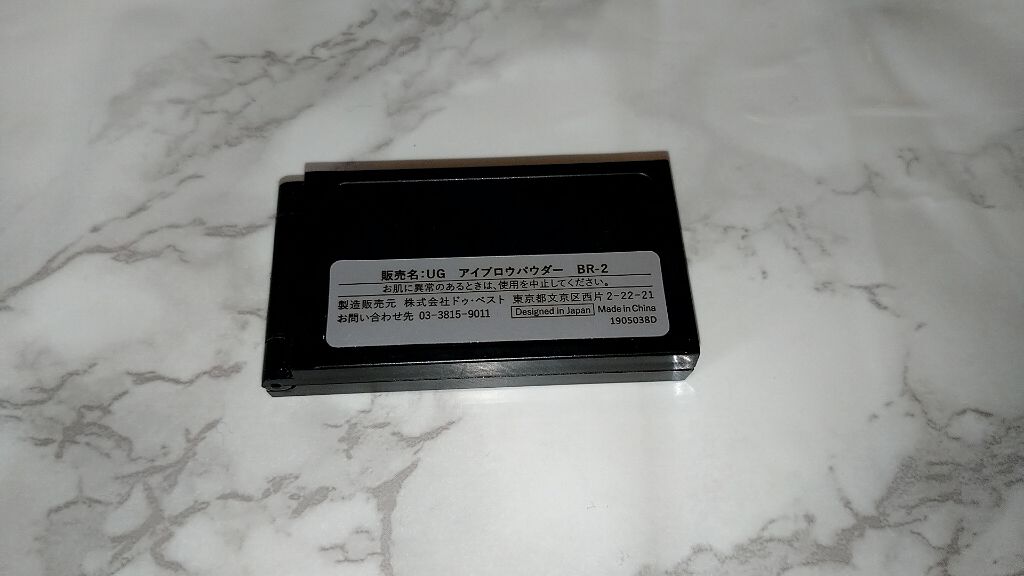 販売名:UG アイブロウパウダー BR-2
お肌に異常のあるときは、使用を中止してください。
製造販売元 株式会社ドゥ・ベスト 東京都文京区西片2-22-21
お問い合わせ先 03-3815-9011 Designed in Japan Made in China
1905038D